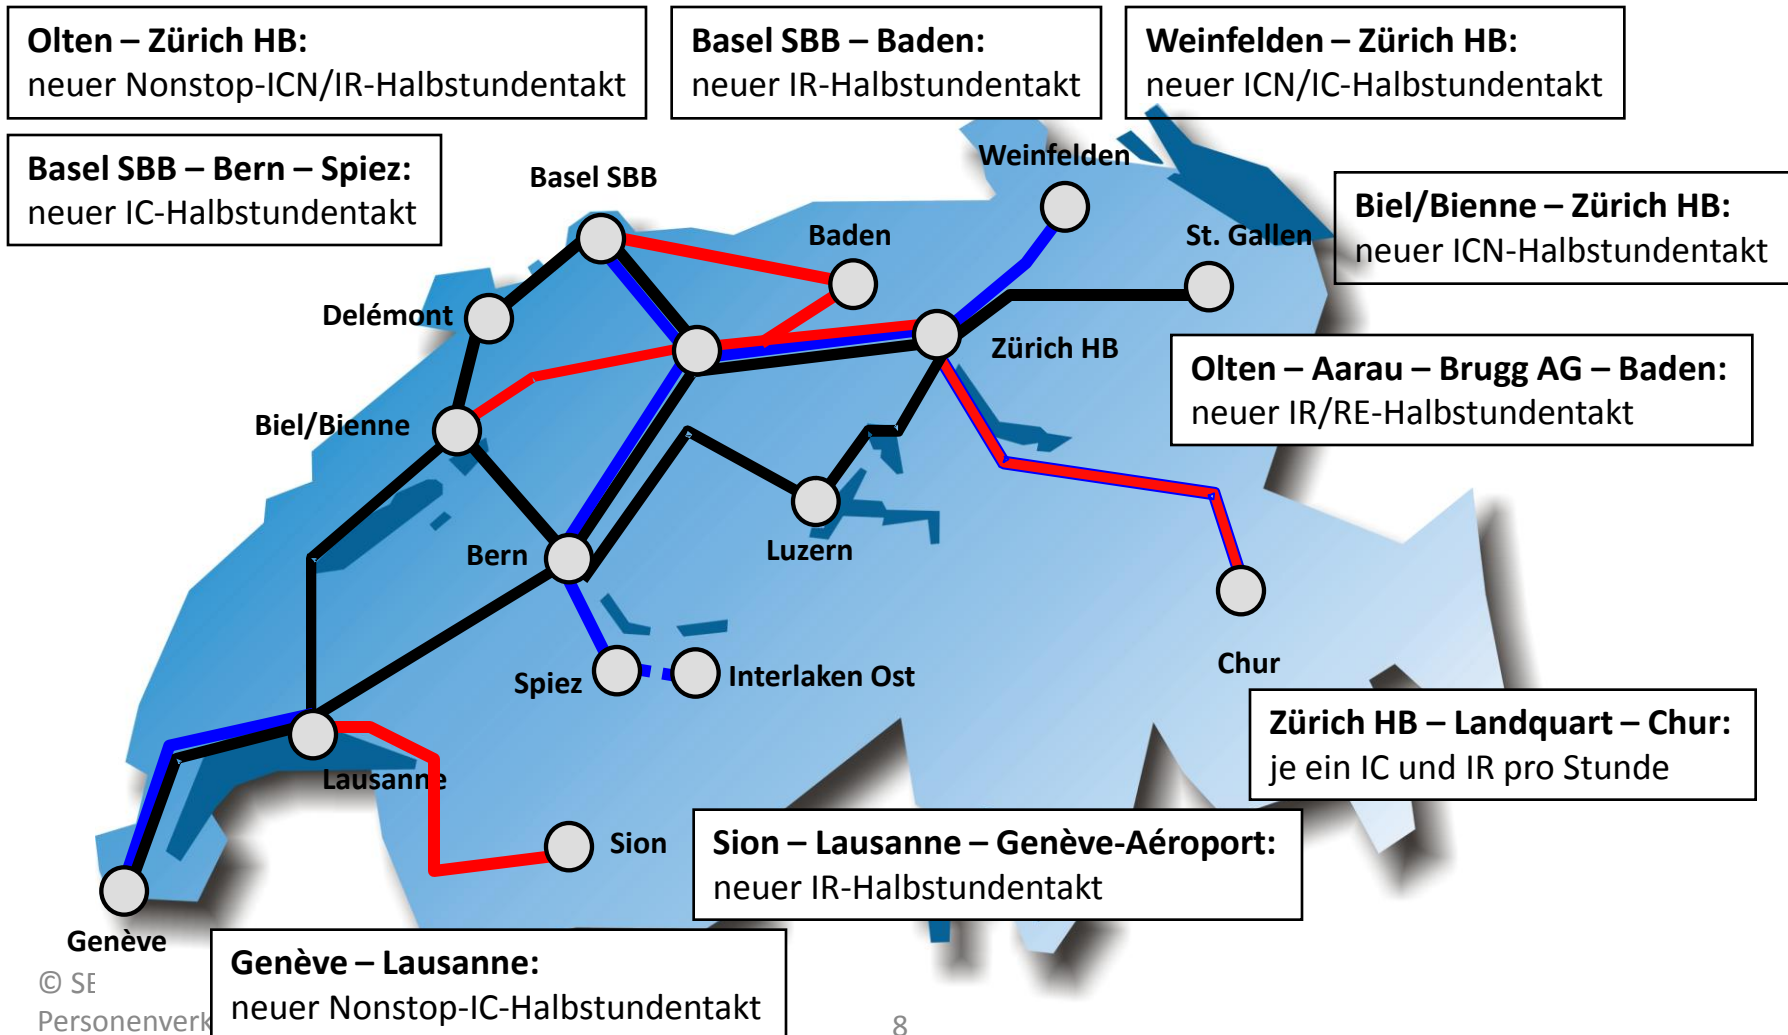 Olten – Zürich HB:
neuer Nonstop-ICN/IR-Halbstundentakt
Basel SBB – Baden:
neuer IR-Halbstundentakt
Weinfelden – Zürich HB:
neuer ICN/IC-Halbstundentakt
Basel SBB – Bern – Spiez:
neuer IC-Halbstundentakt
Basel SBB
Weinfelden
Biel/Bienne – Zürich HB:
neuer ICN-Halbstundentakt
Baden
St. Gallen
Delémont
Zürich HB
Olten – Aarau – Brugg AG – Baden:
neuer IR/RE-Halbstundentakt
Biel/Bienne
Bern
Luzern
Spiez
Interlaken Ost
Chur
Zürich HB – Landquart – Chur:
je ein IC und IR pro Stunde
Lausanne
Sion
Sion – Lausanne – Genève-Aéroport:
neuer IR-Halbstundentakt
Genève
Genève – Lausanne:
neuer Nonstop-IC-Halbstundentakt
©
Personenverk
8